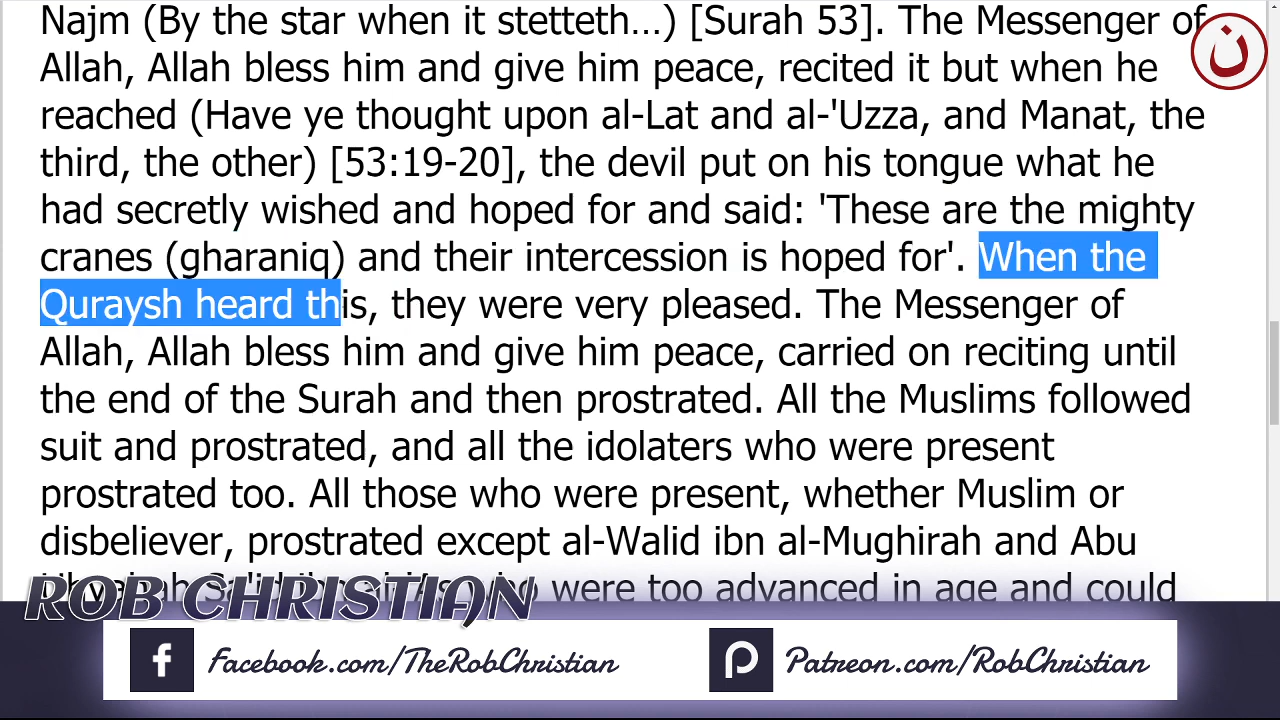 Najm (By the star when it stetteth...) [Surah 53]. The Messenger of
Allah, Allah bless him and give him peace, recited it but when he
reached (Have ye thought upon al-Lat and al-'Uzza, and Manat, the
third, the other) [53:19-20], the devil put on his tongue what he
had secretly wished and hoped for and said: 'These are the mighty
cranes (gharaniq) and their intercession is hoped for'. When the
Quraysh heard this, they were very pleased. The Messenger of
Allah, Allah bless him and give him peace, carried on reciting until
the end of the Surah and then prostrated. All the Muslims followed
suit and prostrated, and all the idolaters who were present
prostrated too. All those who were present, whether Muslim or
disbeliever, prostrated except al-Walid ibn al-Mughirah and Abu
were too advanced in age and could
ن
ROB CHRISTIAN
Facebook.com/TheRobChristian
Patreon.com/RobChristian